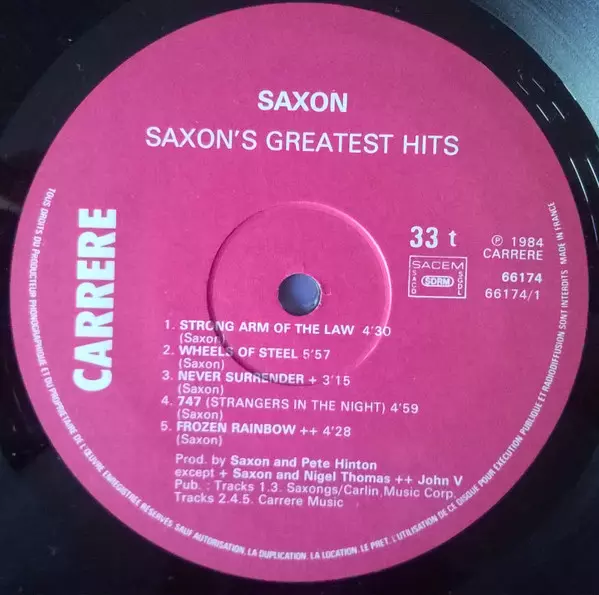 SAXON
SAXON'S GREATEST HITS
CARRERE
33 t
SACEM
SACD
SDRM
SGDL
℗ 1984
CARRERE
66174
66174/1
1. STRONG ARM OF THE LAW 4'30
(Saxon)
2. WHEELS OF STEEL 5'57
(Saxon)
3. NEVER SURRENDER + 3'15
(Saxon)
4. 747 (STRANGERS IN THE NIGHT) 4'59
(Saxon)
5. FROZEN RAINBOW ++ 4'28
(Saxon)
Prod. by Saxon and Pete Hinton
except + Saxon and Nigel Thomas ++ John V
Pub. : Tracks 1.3. Saxongs/Carlin Music Corp.
Tracks 2.4.5. Carrere Music
TOUS DROITS DU PRODUCTEUR PHONOGRAPHIQUE ET DU PROPRIETAIRE DE L'ŒUVRE ENREGISTREE RESERVES. SAUF AUTORISATION, LA DUPLICATION, LA LOCATION, LE PRET, L'UTILISATION DE CE DISQUE POUR EXECUTION PUBLIQUE ET RADIODIFFUSION SONT INTERDITS MADE IN FRANCE